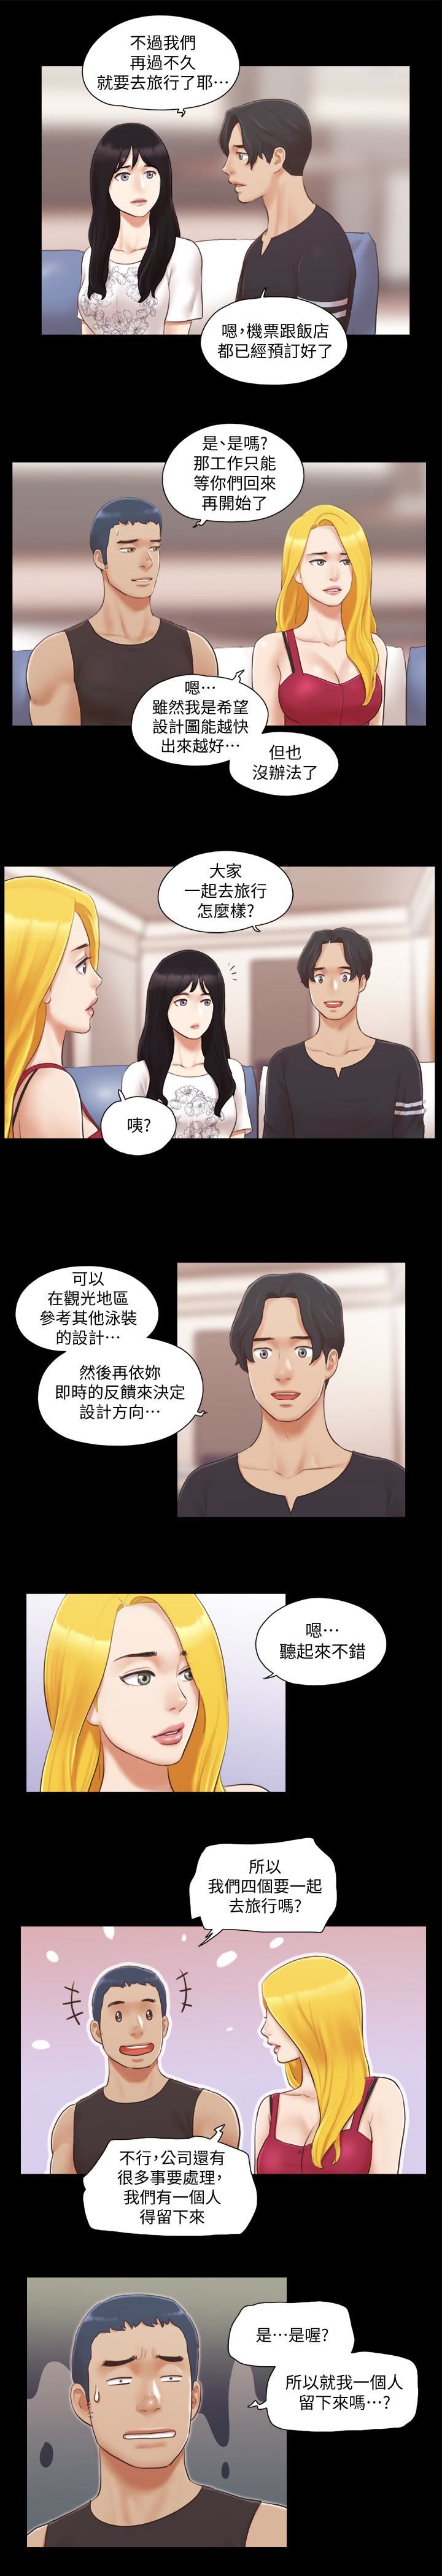 不過我們
再過不久
就要去旅行了耶…
嗯,機票跟飯店
都已經預訂好了
是、是嗎?
那工作只能
等你們回來
再開始了
嗯…
雖然我是希望
設計圖能越快
出來越好…
但也
沒辦法了
大家
一起去旅行
怎麼樣?
咦?
可以
在觀光地區
參考其他泳裝
的設計…
然後再依妳
即時的反饋來決定
設計方向…
嗯…
聽起來不錯
所以
我們四個要一起
去旅行嗎?
不行,公司還有
很多事要處理,
我們有一個人
得留下來
是…是喔?
所以就我一個人
留下來嗎…?